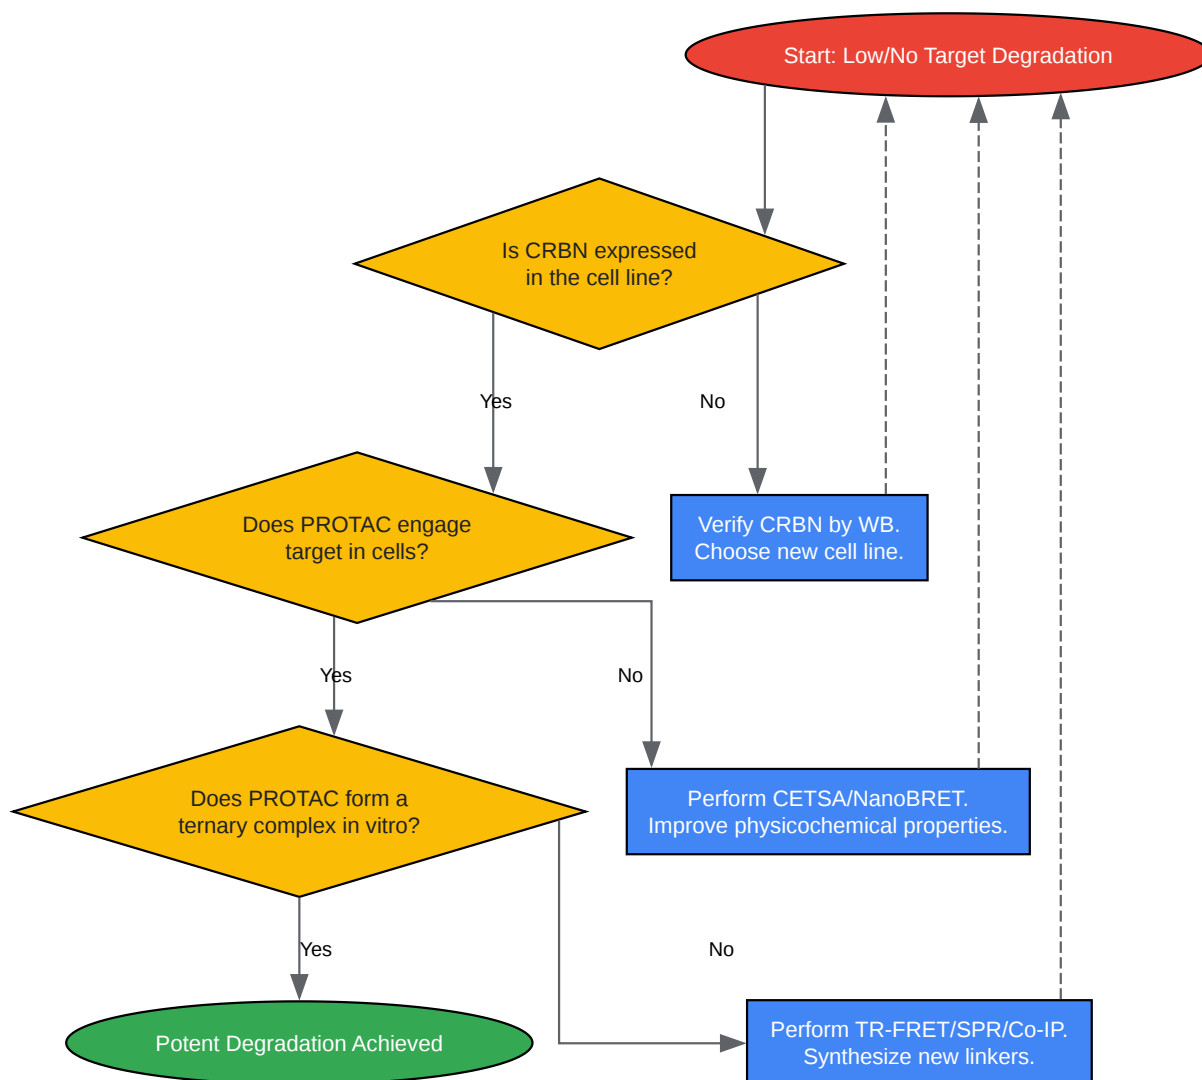 Start: Low/No Target Degradation
Is CRBN expressed
in the cell line?
Yes
No
Does PROTAC engage
target in cells?
Verify CRBN by WB.
Choose new cell line.
Yes
No
Does PROTAC form a
ternary complex in vitro?
Perform CETSA/NanoBRET.
Improve physicochemical properties.
Yes
No
Potent Degradation Achieved
Perform TR-FRET/SPR/Co-IP.
Synthesize new linkers.